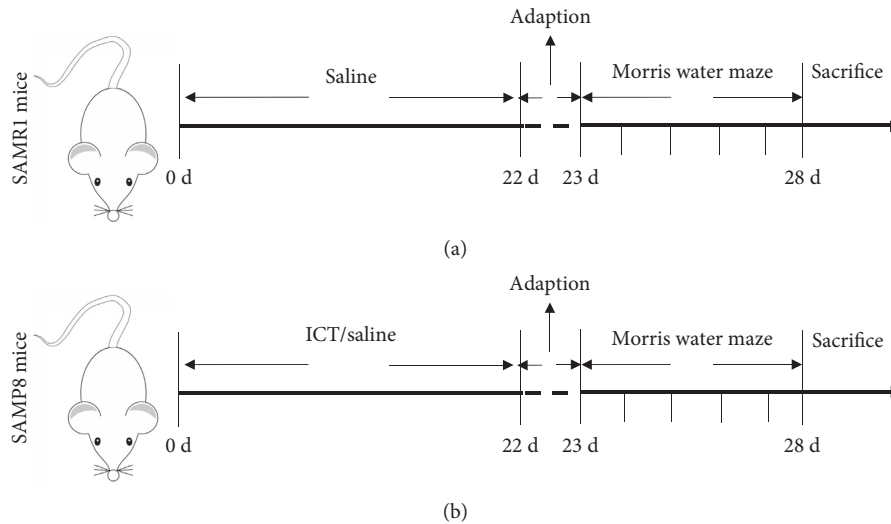 Adaption
Saline
Morris water maze
Sacrifice
SAMR1 mice
0 d
22 d
23 d
28 d
(a)
Adaption
ICT/saline
Morris water maze
Sacrifice
SAMP8 mice
0 d
22 d
23 d
28 d
(b)